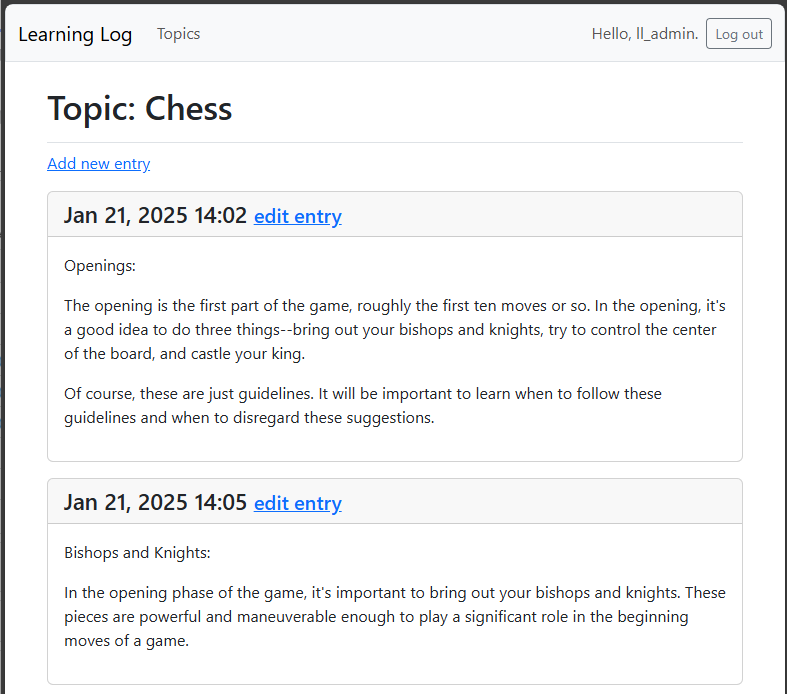 Learning Log Topics Hello, ll_admin. Log out
Topic: Chess
Add new entry
Jan 21, 2025 14:02 edit entry
Openings:
The opening is the first part of the game, roughly the first ten moves or so. In the opening, it's
a good idea to do three things--bring out your bishops and knights, try to control the center
of the board, and castle your king.
Of course, these are just guidelines. It will be important to learn when to follow these
guidelines and when to disregard these suggestions.
Jan 21, 2025 14:05 edit entry
Bishops and Knights:
In the opening phase of the game, it's important to bring out your bishops and knights. These
pieces are powerful and maneuverable enough to play a significant role in the beginning
moves of a game.